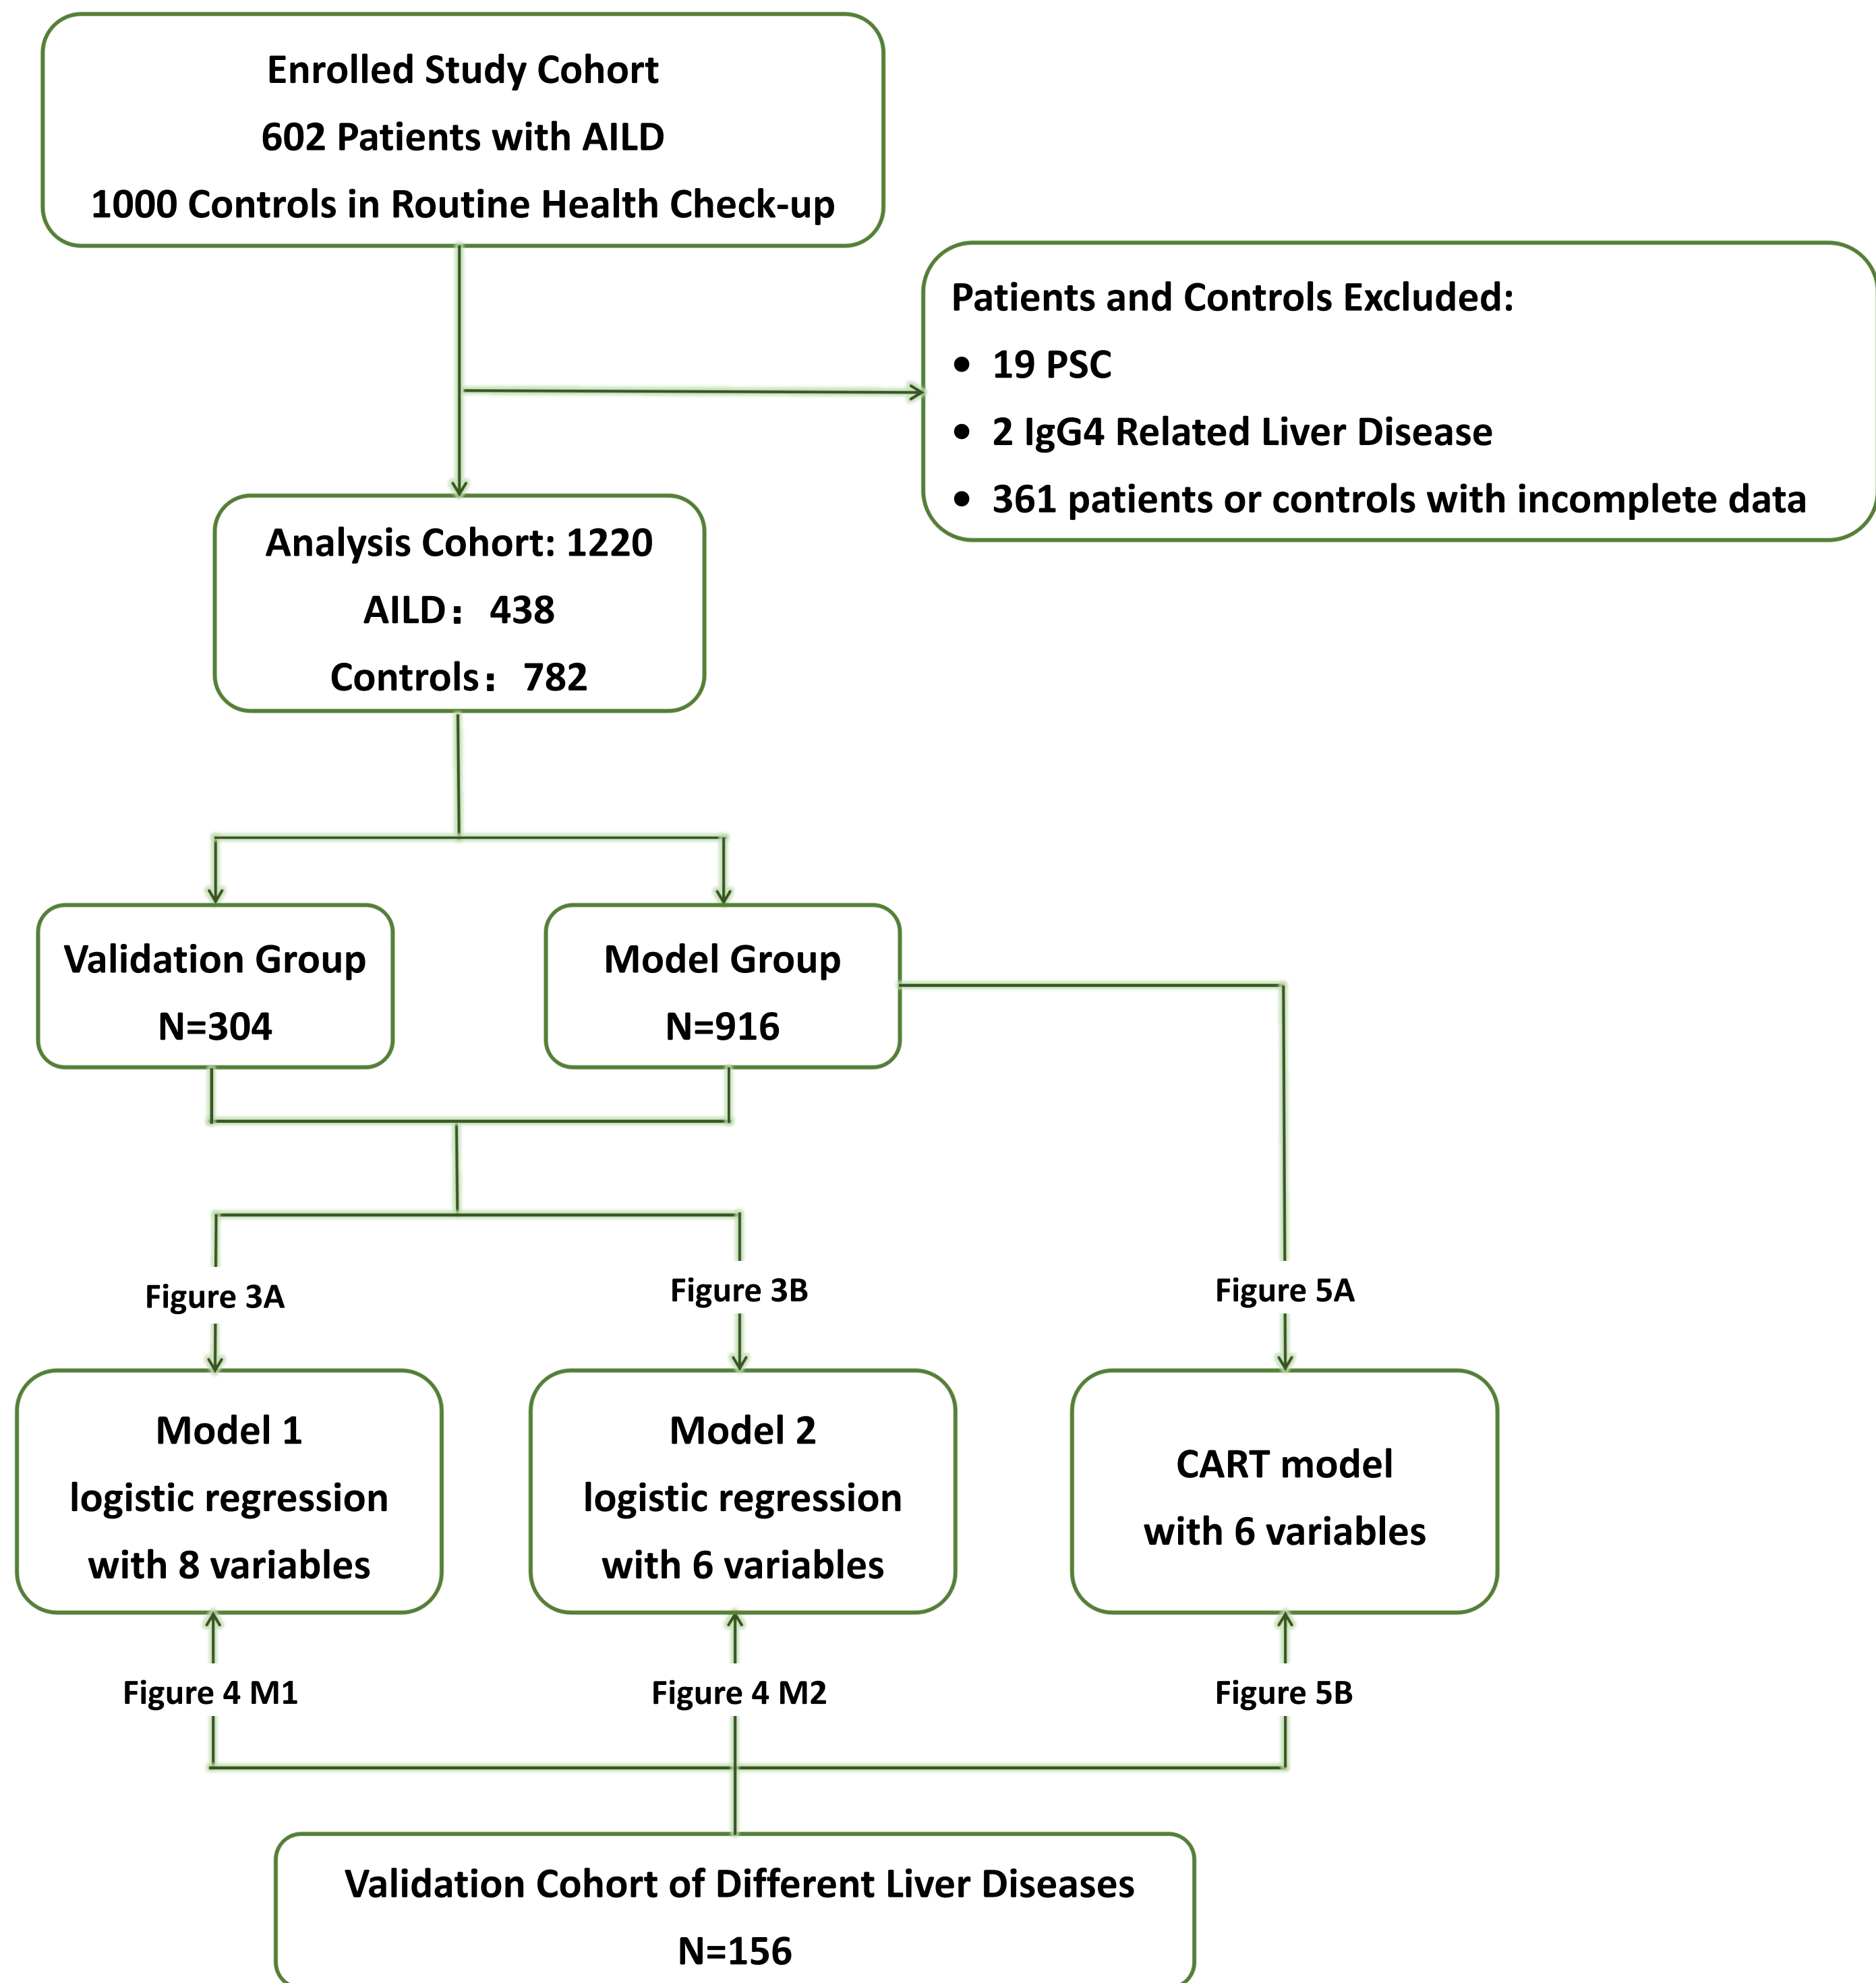 Enrolled Study Cohort
602 Patients with AILD
1000 Controls in Routine Health Check-up
Patients and Controls Excluded:
• 19 PSC
• 2 IgG4 Related Liver Disease
• 361 patients or controls with incomplete data
Analysis Cohort: 1220
AILD：438
Controls：782
Validation Group
N=304
Model Group
N=916
Figure 3A
Figure 3B
Figure 5A
Model 1
logistic regression
with 8 variables
Model 2
logistic regression
with 6 variables
CART model
with 6 variables
Figure 4 M1
Figure 4 M2
Figure 5B
Validation Cohort of Different Liver Diseases
N=156